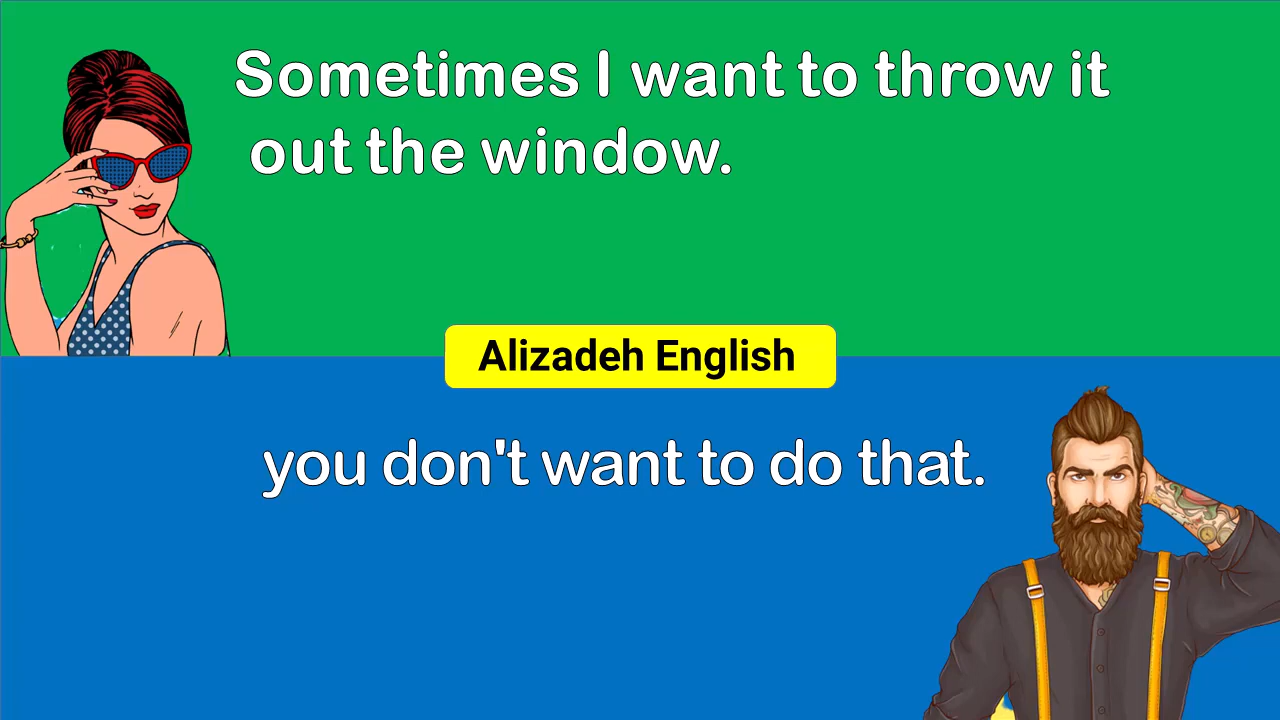 Sometimes I want to throw it
out the window.
Alizadeh English
you don't want to do that.